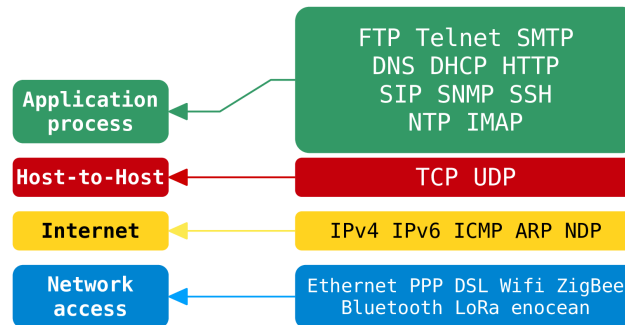 FTP Telnet SMTP
DNS DHCP HTTP
SIP SNMP SSH
NTP IMAP
Application
process
Host-to-Host
TCP UDP
Internet
IPv4 IPv6 ICMP ARP NDP
Network
access
Ethernet PPP DSL Wifi ZigBee
Bluetooth LoRa enocean